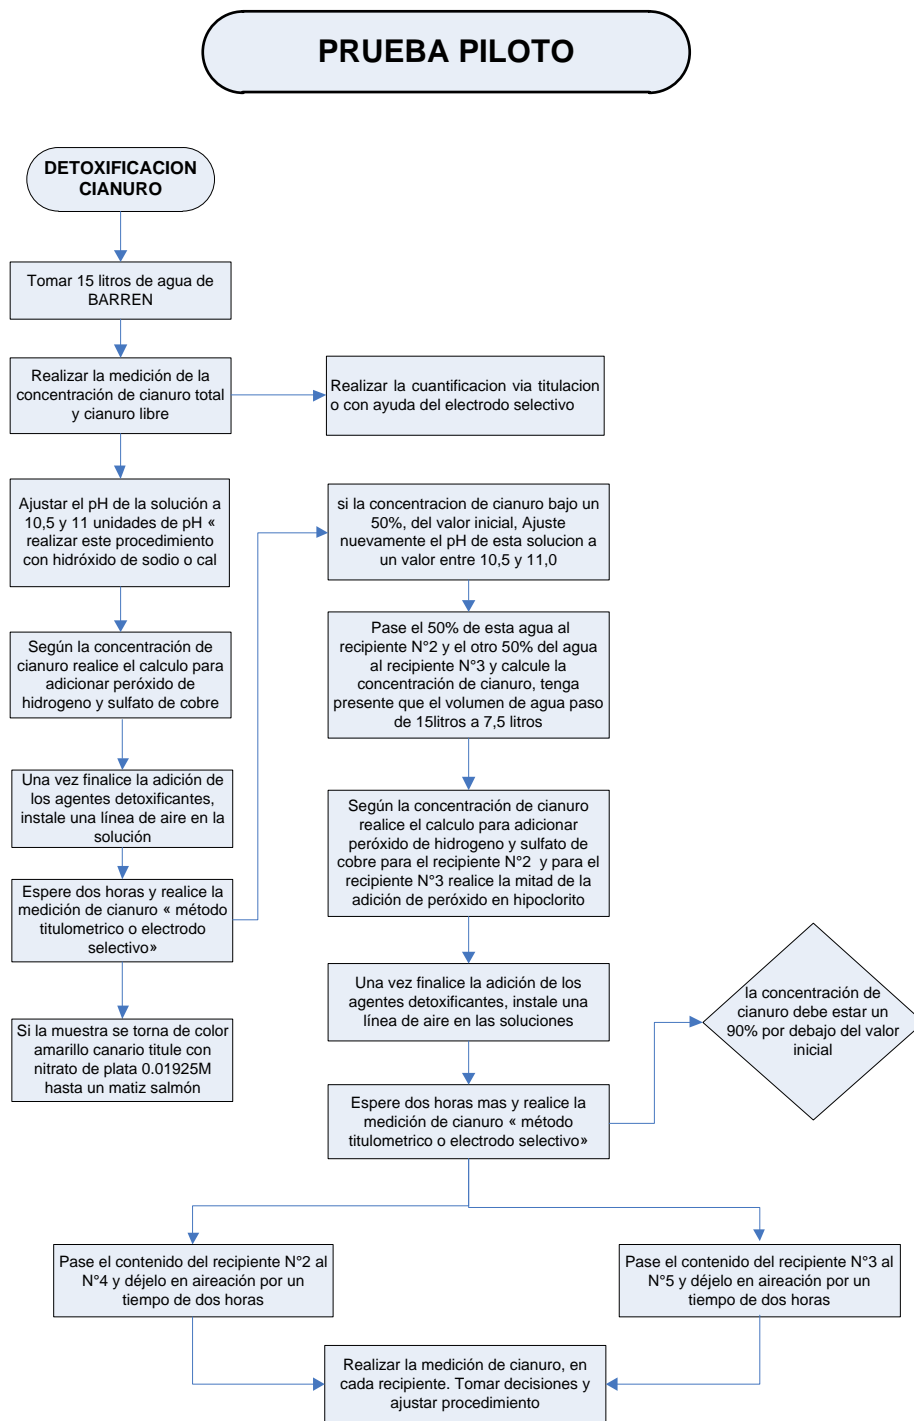 PRUEBA PILOTO
DETOXIFICACION
CIANURO
Tomar 15 litros de agua de
BARREN
Realizar la medición de la
concentración de cianuro total
y cianuro libre
Realizar la cuantificacion via titulacion
o con ayuda del electrodo selectivo
Ajustar el pH de la solución a
10,5 y 11 unidades de pH «
realizar este procedimiento
con hidróxido de sodio o cal
si la concentracion de cianuro bajo un
50%, del valor inicial, Ajuste
nuevamente el pH de esta solucion a
un valor entre 10,5 y 11,0
Según la concentración de
cianuro realice el calculo para
adicionar peróxido de
hidrogeno y sulfato de cobre
Pase el 50% de esta agua al
recipiente N°2 y el otro 50% del agua
al recipiente N°3 y calcule la
concentración de cianuro, tenga
presente que el volumen de agua paso
de 15litros a 7,5 litros
Una vez finalice la adición de
los agentes detoxificantes,
instale una línea de aire en la
solución
Según la concentración de cianuro
realice el calculo para adicionar
peróxido de hidrogeno y sulfato de
cobre para el recipiente N°2 y para el
recipiente N°3 realice la mitad de la
adición de peróxido en hipoclorito
Espere dos horas y realice la
medición de cianuro « método
titulometrico o electrodo
selectivo»
Una vez finalice la adición de los
agentes detoxificantes, instale una
línea de aire en las soluciones
la concentración de
cianuro debe estar un
90% por debajo del valor
inicial
Si la muestra se torna de color
amarillo canario titule con
nitrato de plata 0.01925M
hasta un matiz salmón
Espere dos horas mas y realice la
medición de cianuro « método
titulometrico o electrodo selectivo»
Pase el contenido del recipiente N°2 al
N°4 y déjelo en aireación por un
tiempo de dos horas
Pase el contenido del recipiente N°3 al
N°5 y déjelo en aireación por un
tiempo de dos horas
Realizar la medición de cianuro, en
cada recipiente. Tomar decisiones y
ajustar procedimiento